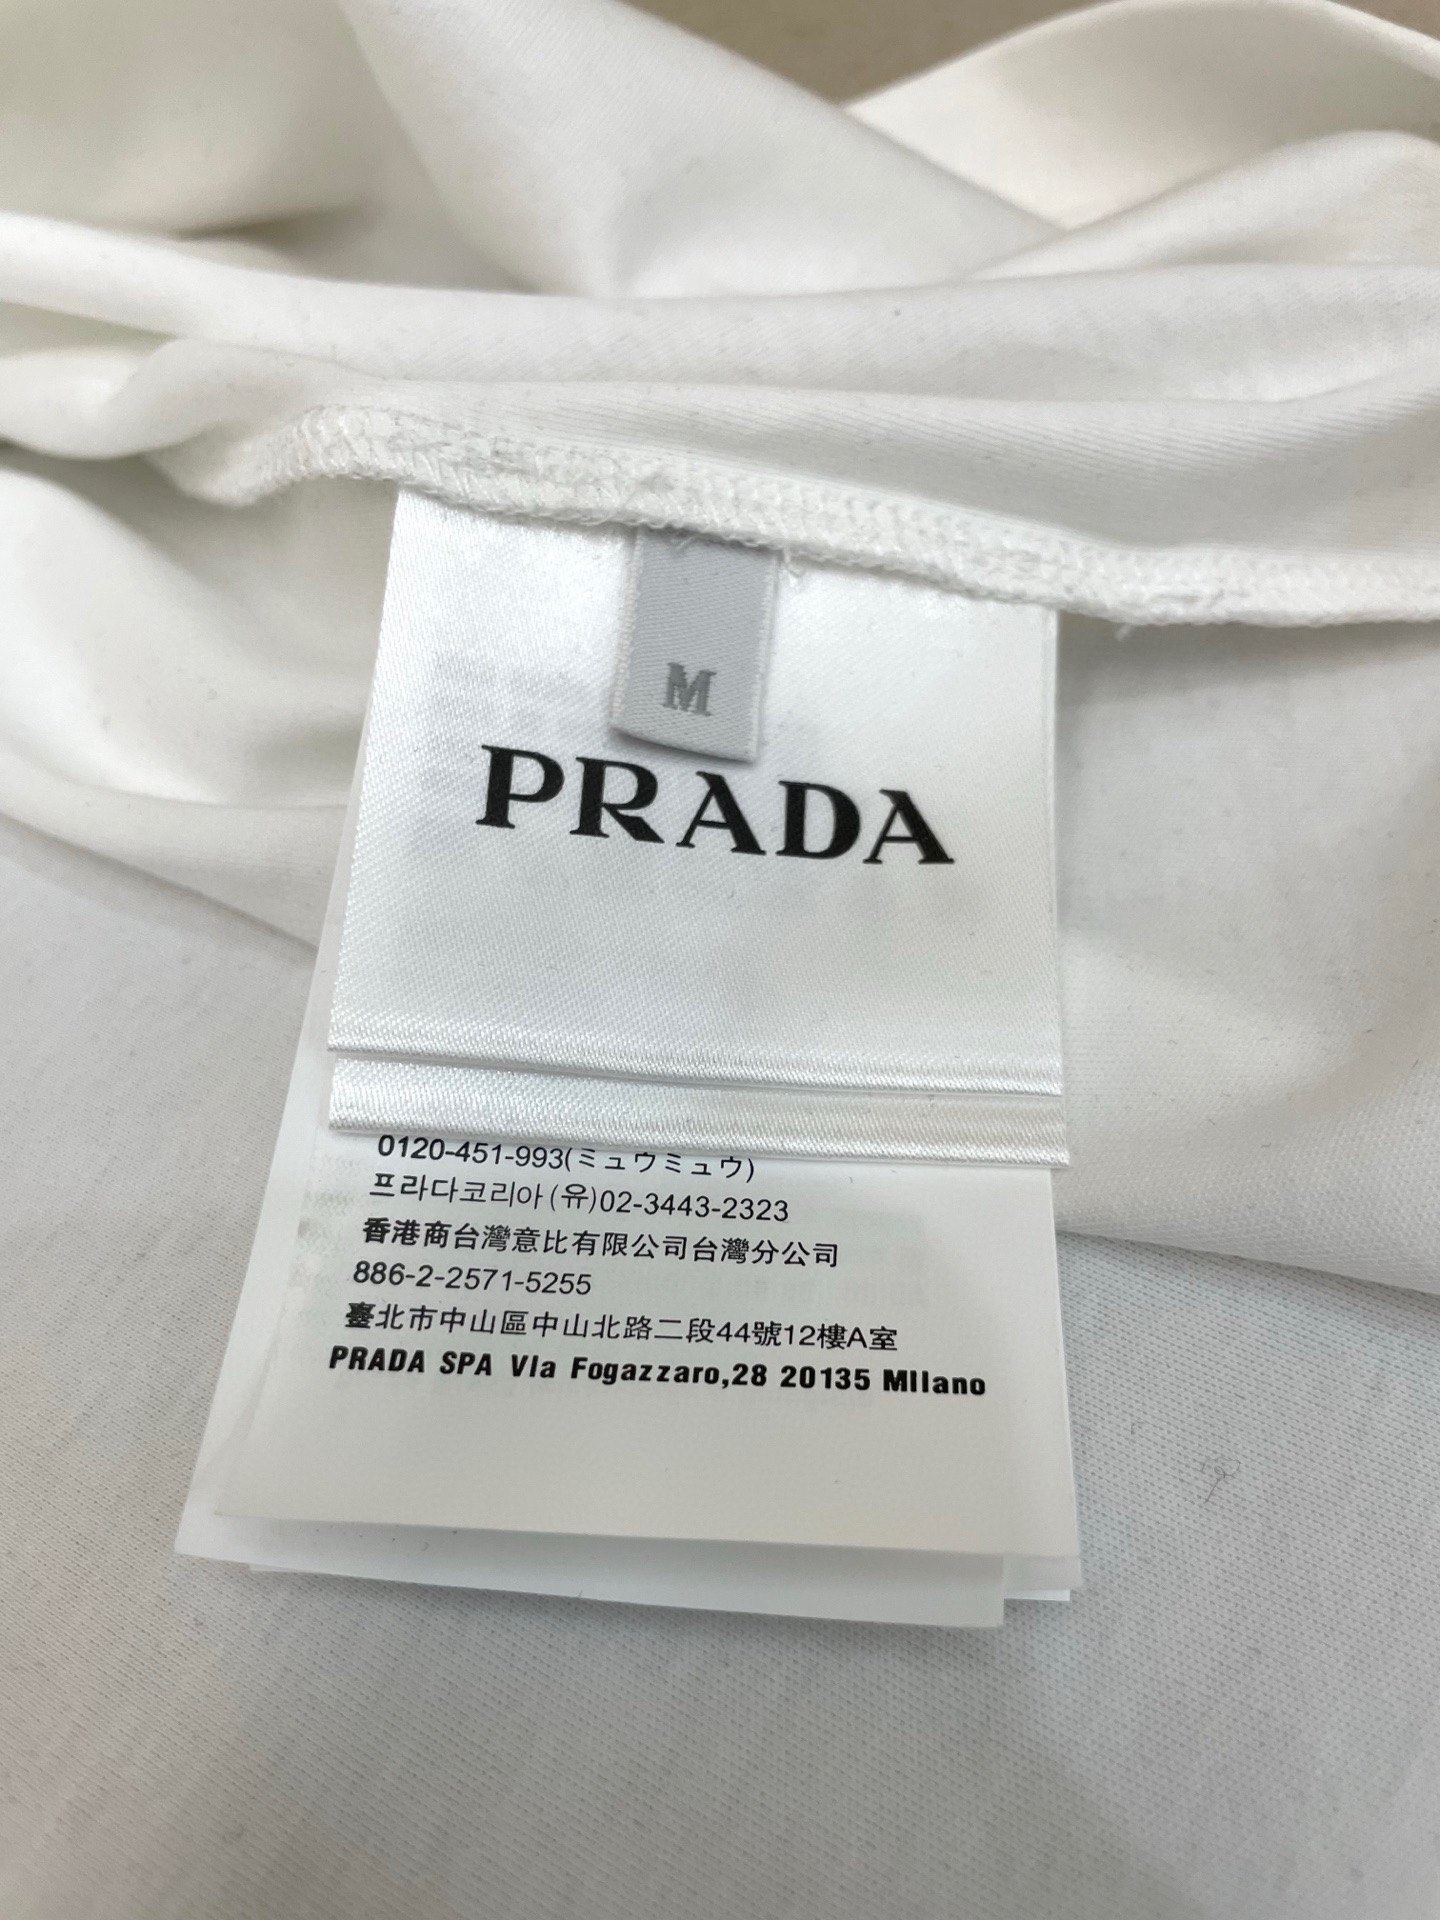 M
PRADA
0120-451-993(ミュウミュウ)
프라다코리아(유)02-3443-2323
香港商台灣意比有限公司台灣分公司
886-2-2571-5255
臺北市中山區中山北路二段44號12樓A室
PRADA SPA VIa Fogazzaro,28 20135 MIlano